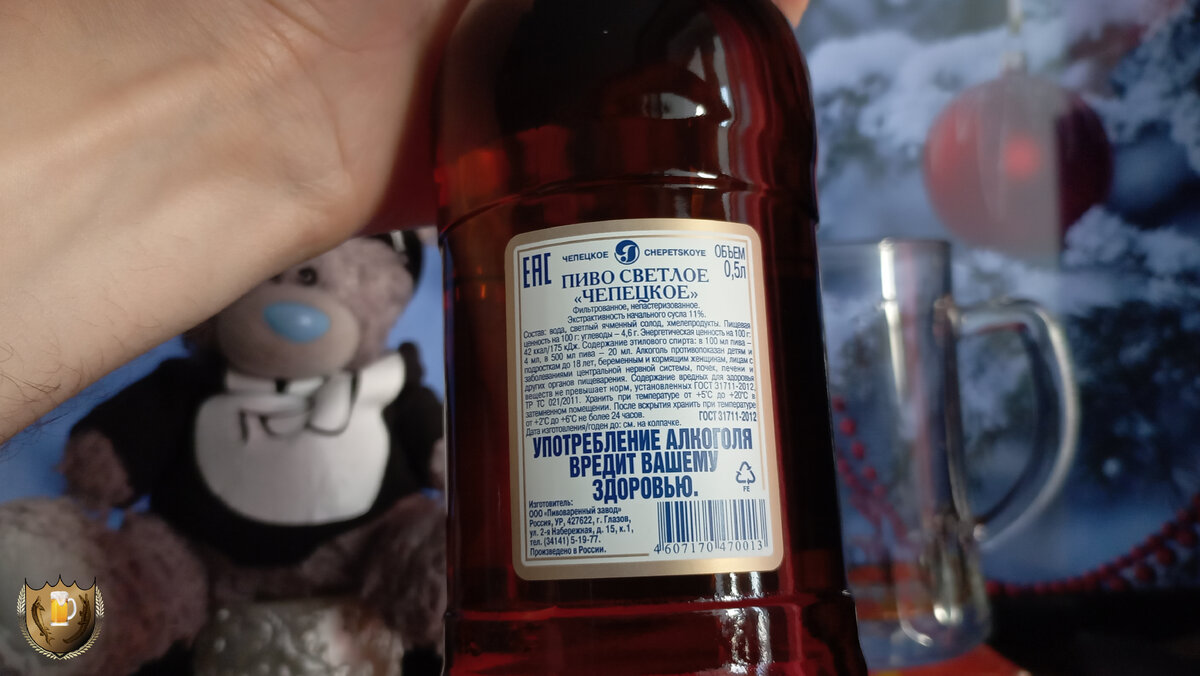 EAC
ЧЕПЕЦКОЕ CHEPETSKOYE
ОБЪЕМ
0,5л
ПИВО СВЕТЛОЕ
«ЧЕПЕЦКОЕ»
Фильтрованное, непастеризованное.
Экстрактивность начального сусла 11%.
Состав: вода, светлый ячменный солод, хмелепродукты. Пищевая
ценность на 100 г: углеводы – 4,6 г. Энергетическая ценность на 100 г:
42 ккал/175 кДж. Содержание этилового спирта: в 100 мл пива –
4 мл, в 500 мл пива – 20 мл. Алкоголь противопоказан детям и
подросткам до 18 лет, беременным и кормящим женщинам, лицам с
заболеваниями центральной нервной системы, почек, печени и
других органов пищеварения. Содержание вредных для здоровья
веществ не превышает норм, установленных ГОСТ 31711-2012,
ТР ТС 021/2011. Хранить при температуре от +5°С до +20°С в
затемненном помещении. После вскрытия хранить при температуре
от +2°С до +6°С не более 24 часов.
ГОСТ 31711-2012
Дата изготовления/годен до: см. на колпачке.
УПОТРЕБЛЕНИЕ АЛКОГОЛЯ
ВРЕДИТ ВАШЕМУ
ЗДОРОВЬЮ.
FE
Изготовитель:
ООО «Пивоваренный завод»
Россия, УР, 427622, г. Глазов,
ул. 2-я Набережная, д. 15, к.1,
тел. (34141) 5-19-77.
Произведено в России.
4 607170 470013